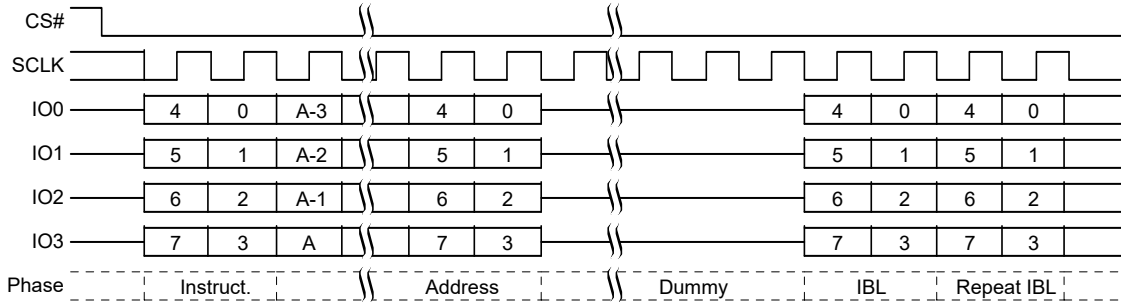 CS#
SCLK
IO0 4 0 A-3 4 0 4 0 4 0
IO1 5 1 A-2 5 1 5 1 5 1
IO2 6 2 A-1 6 2 6 2 6 2
IO3 7 3 A 7 3 7 3 7 3
Phase Instruct. Address Dummy IBL Repeat IBL